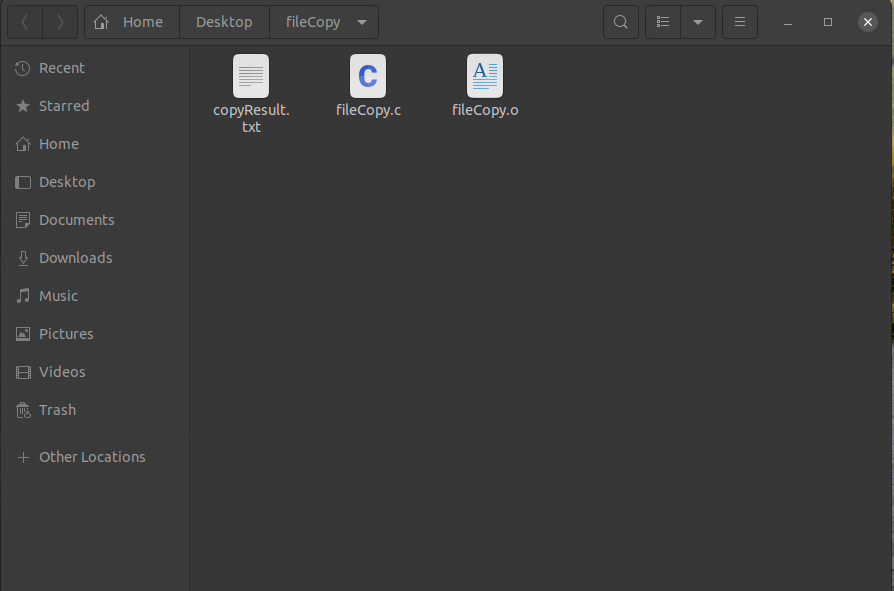 Home Desktop fileCopy
Recent
Starred
Home
Desktop
Documents
Downloads
Music
Pictures
Videos
Trash
Other Locations
copyResult.
txt
C
fileCopy.c
A
fileCopy.o